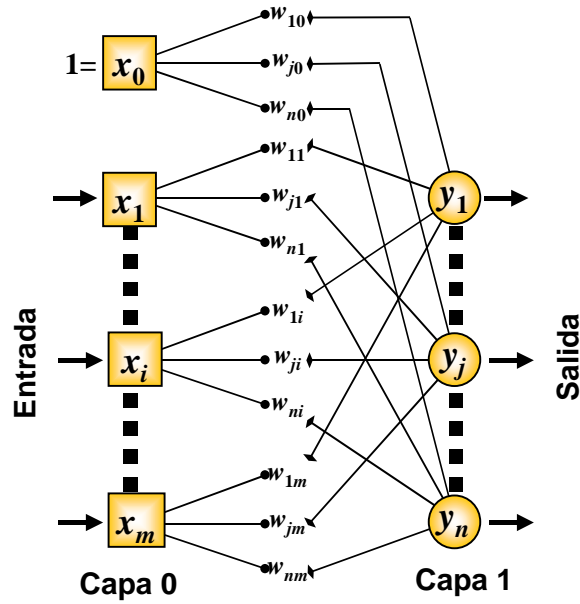 w10
1= x0 wj0
wn0
w11
x1 wj1 y1
wn1
w1i
Entrada xi wji yj Salida
wni
w1m
xm wjm yn
wnm
Capa 0 Capa 1